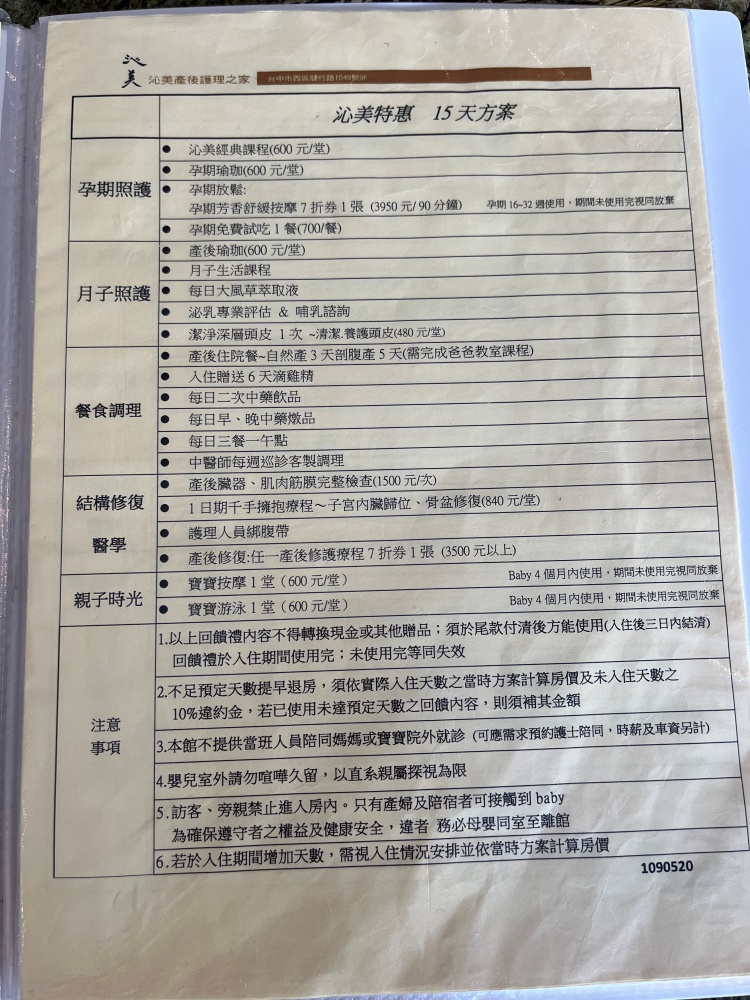 沁美
沁美產後護理之家 台中市西區健行路1049號8F
沁美特惠 15天方案
孕期照護
● 沁美經典課程(600 元/堂)
● 孕期瑜珈(600 元/堂)
● 孕期放鬆:
孕期芳香舒緩按摩 7 折券 1 張 (3950 元/ 90 分鐘) 孕期 16~32 週使用，期間未使用完視同放棄
● 孕期免費試吃 1 餐(700/餐)
月子照護
● 產後瑜珈(600 元/堂)
● 月子生活課程
● 每日大風草萃取液
● 泌乳專業評估 & 哺乳諮詢
● 潔淨深層頭皮 1 次 ~清潔.養護頭皮(480 元/堂)
餐食調理
● 產後住院餐~自然產 3 天剖腹產 5 天(需完成爸爸教室課程)
● 入住贈送 6 天滴雞精
● 每日二次中藥飲品
● 每日早、晚中藥燉品
● 每日三餐一午點
● 中醫師每週巡診客製調理
結構修復
醫學
● 產後臟器、肌肉筋膜完整檢查(1500 元/次)
● 1 日期千手擁抱療程～子宮內臟歸位、骨盆修復(840 元/堂)
● 護理人員綁腹帶
● 產後修復:任一產後修護療程 7 折券 1 張 (3500 元以上)
親子時光
● 寶寶按摩 1 堂（600 元/堂） Baby 4 個月內使用，期間未使用完視同放棄
● 寶寶游泳 1 堂（600 元/堂） Baby 4 個月內使用，期間未使用完視同放棄
注意
事項
1.以上回饋禮內容不得轉換現金或其他贈品；須於尾款付清後方能使用(入住後三日內結清)
回饋禮於入住期間使用完；未使用完等同失效
2.不足預定天數提早退房，須依實際入住天數之當時方案計算房價及未入住天數之
10%違約金，若已使用未達預定天數之回饋內容，則須補其金額
3.本館不提供當班人員陪同媽媽或寶寶院外就診 (可應需求預約護士陪同，時薪及車資另計)
4.嬰兒室外請勿喧嘩久留，以直系親屬探視為限
5.訪客、旁親禁止進入房內。只有產婦及陪宿者可接觸到 baby
為確保遵守者之權益及健康安全，違者 務必母嬰同室至離館
6.若於入住期間增加天數，需視入住情況安排並依當時方案計算房價
1090520